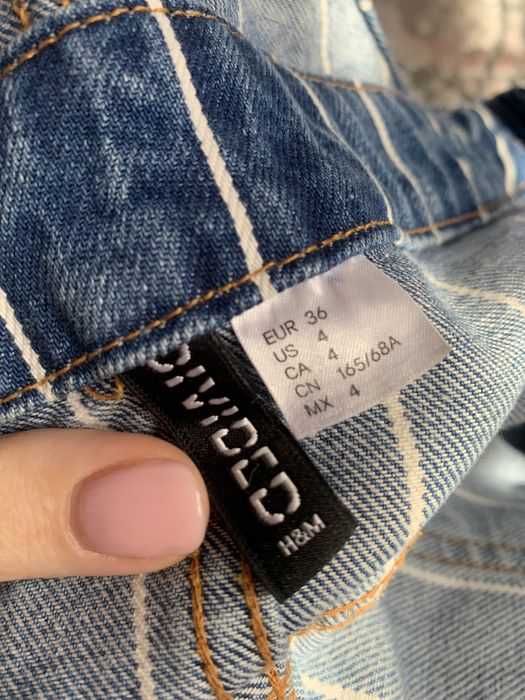 EUR 36
US 4
CA 4
CN 165/68A
MX 4
DIVIDED
H&M